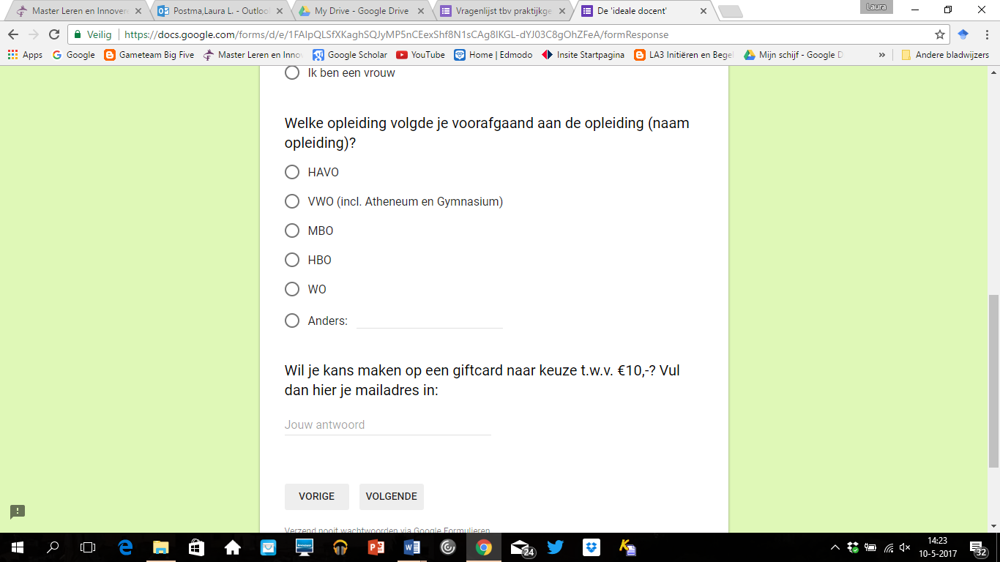 Laura
Master Leren en Innovere
Postma,Laura L. - Outloo
My Drive - Google Drive
Vragenlijst tbv praktijkge
De 'ideale docent'
Veilig
https://docs.google.com/forms/d/e/1FAIpQLSfXKaghSQJyMP5nCEexShf8N1sCAg8lKGL-dYJ03C8gOhZFeA/formResponse
Apps
Google
Gameteam Big Five
Master Leren en Inno
Google Scholar
YouTube
Home | Edmodo
Insite Startpagina
LA3 Initiëren en Bege
Mijn schijf - Google D
»
Andere bladwijzers
Ik ben een vrouw
Welke opleiding volgde je voorafgaand aan de opleiding (naam
opleiding)?
HAVO
VWO (incl. Atheneum en Gymnasium)
MBO
HBO
WO
Anders:
Wil je kans maken op een giftcard naar keuze t.w.v. €10,-? Vul
dan hier je mailadres in:
Jouw antwoord
VORIGE
VOLGENDE
Verzend nooit wachtwoorden via Google Formulieren
24
14:23
10-5-2017
32